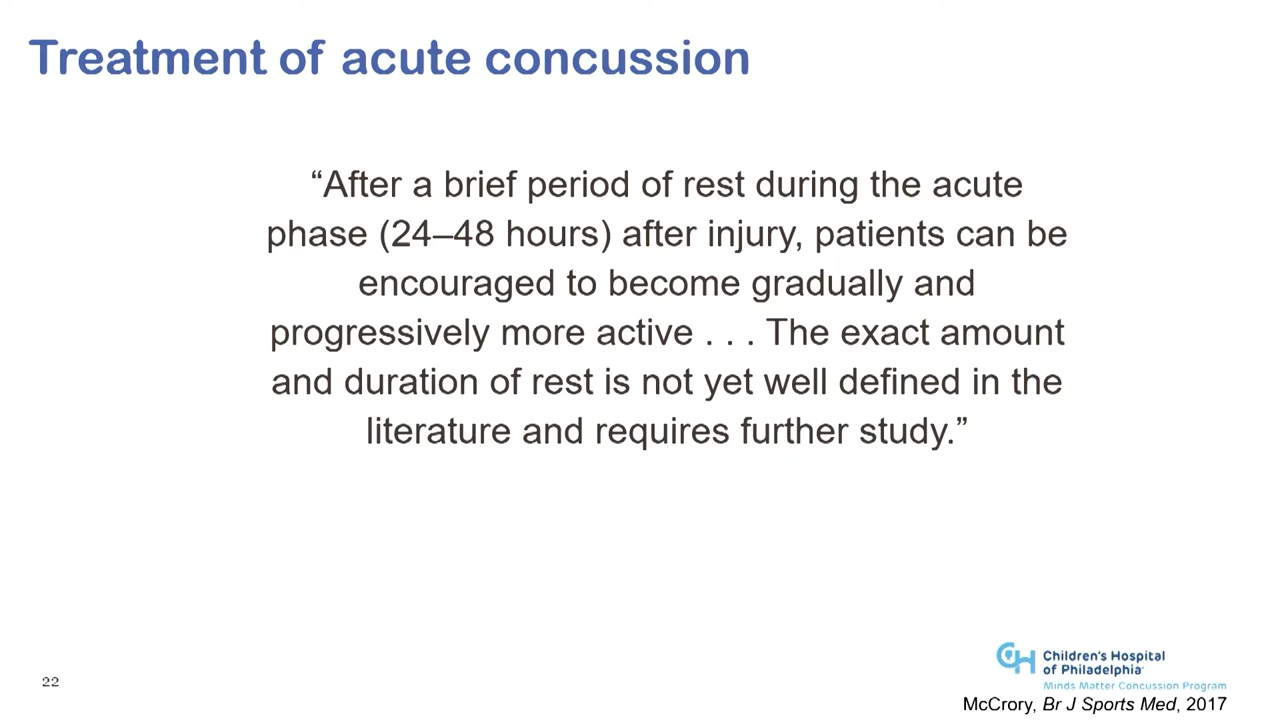 Treatment of acute concussion
“After a brief period of rest during the acute
phase (24–48 hours) after injury, patients can be
encouraged to become gradually and
progressively more active . . . The exact amount
and duration of rest is not yet well defined in the
literature and requires further study.”
22
CH Children's Hospital
of Philadelphia
Minds Matter Concussion Program
McCrory, Br J Sports Med, 2017